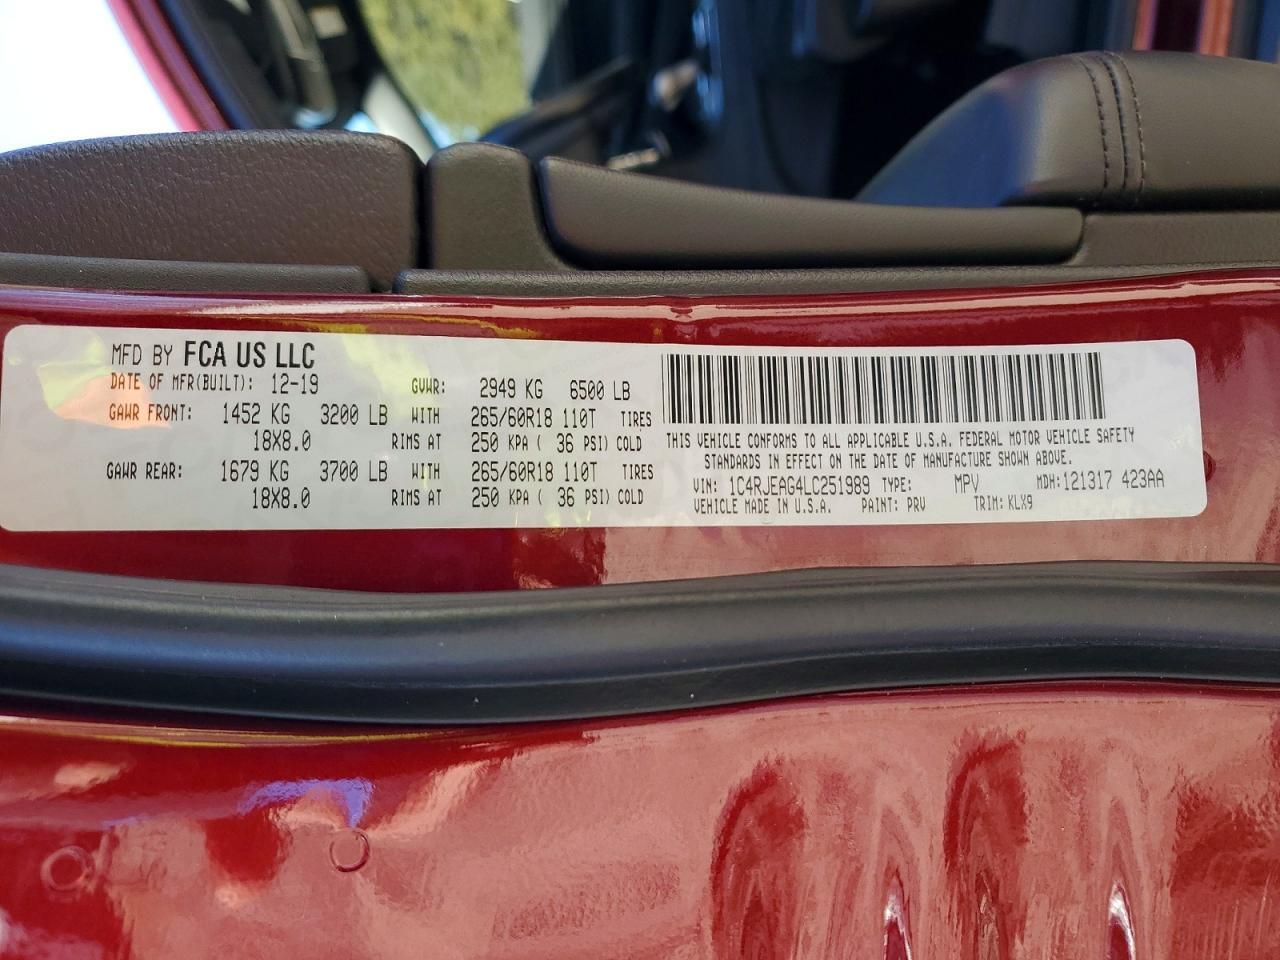 MFD BY FCA US LLC
DATE OF MFR(BUILT): 12-19 GVWR: 2949 KG 6500 LB
GAWR FRONT: 1452 KG 3200 LB WITH 265/60R18 110T TIRES
18X8.0 RIMS AT 250 KPA ( 36 PSI) COLD
GAWR REAR: 1679 KG 3700 LB WITH 265/60R18 110T TIRES
18X8.0 RIMS AT 250 KPA ( 36 PSI) COLD
THIS VEHICLE CONFORMS TO ALL APPLICABLE U.S.A. FEDERAL MOTOR VEHICLE SAFETY
STANDARDS IN EFFECT ON THE DATE OF MANUFACTURE SHOWN ABOVE.
VIN: 1C4RJEAG4LC251989 TYPE: MPV MDH: 121317 423AA
VEHICLE MADE IN U.S.A. PAINT: PRV TRIM: KLX9